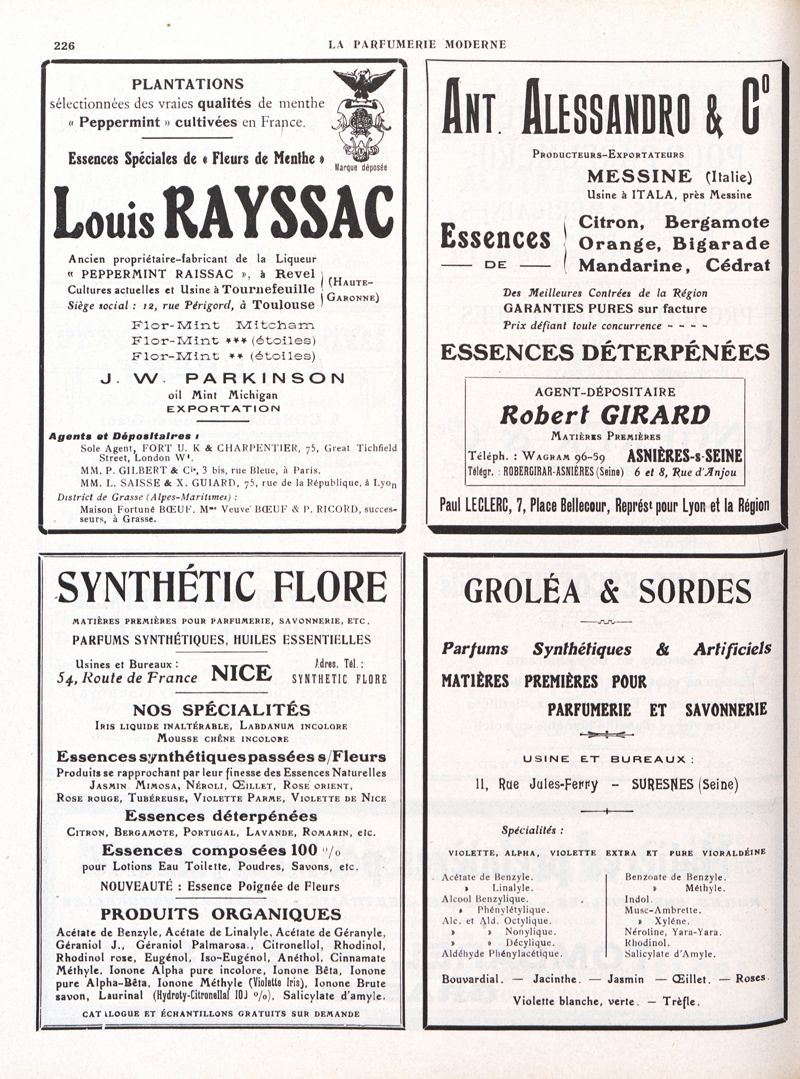 226
LA PARFUMERIE MODERNE
PLANTATIONS
sélectionnées des vraies qualités de menthe
« Peppermint » cultivées en France.
Marque déposée
Essences Spéciales de « Fleurs de Menthe »
Louis RAYSSAC
Ancien propriétaire-fabricant de la Liqueur
« PEPPERMINT RAISSAC », à Revel
Cultures actuelles et Usine à Tournefeuille
Siège social : 12, rue Périgord, à Toulouse
(HAUTE-
GARONNE)
Flor-Mint Mitcham
Flor-Mint *** (étoiles)
Flor-Mint ** (étoiles)
J. W. PARKINSON
oil Mint Michigan
EXPORTATION
Agents et Dépositaires :
Sole Agent, FORT U. K & CHARPENTIER, 75, Great Tichfield
Street, London Wt.
MM. P. GILBERT & Cie, 3 bis, rue Bleue, à Paris.
MM. L. SAISSE & X. GUIARD, 75, rue de la République, à Lyon
District de Grasse (Alpes-Maritimes) :
Maison Fortuné BŒUF. Mme Veuve BŒUF & P. RICORD, succes-
seurs, à Grasse.
ANT. ALESSANDRO & Co
PRODUCTEURS-EXPORTATEURS
MESSINE (Italie)
Usine à ITALA, près Messine
Essences
DE
Citron, Bergamote
Orange, Bigarade
Mandarine, Cédrat
Des Meilleures Contrées de la Région
GARANTIES PURES sur facture
Prix défiant toute concurrence - - - -
ESSENCES DÉTERPÉNÉES
AGENT-DÉPOSITAIRE
Robert GIRARD
MATIÈRES PREMIÈRES
Téléph. : WAGRAM 96-59 ASNIÈRES-s-SEINE
Télégr. : ROBERGIRAR-ASNIÈRES (Seine) 6 et 8, Rue d'Anjou
Paul LECLERC, 7, Place Bellecour, Représt pour Lyon et la Région
SYNTHÉTIC FLORE
MATIÈRES PREMIÈRES POUR PARFUMERIE, SAVONNERIE, ETC.
PARFUMS SYNTHÉTIQUES, HUILES ESSENTIELLES
Usines et Bureaux :
54, Route de France
NICE
Adres. Tél. :
SYNTHETIC FLORE
NOS SPÉCIALITÉS
IRIS LIQUIDE INALTÉRABLE, LABDANUM INCOLORE
MOUSSE CHÊNE INCOLORE
Essences synthétiques passées s/Fleurs
Produits se rapprochant par leur finesse des Essences Naturelles
JASMIN MIMOSA, NÉROLI, ŒILLET, ROSE ORIENT,
ROSE ROUGE, TUBÉREUSE, VIOLETTE PARME, VIOLETTE DE NICE
Essences déterpénées
CITRON, BERGAMOTE, PORTUGAL, LAVANDE, ROMARIN, etc.
Essences composées 100 %
pour Lotions Eau Toilette, Poudres, Savons, etc.
NOUVEAUTÉ : Essence Poignée de Fleurs
PRODUITS ORGANIQUES
Acétate de Benzyle, Acétate de Linalyle, Acétate de Géranyle,
Géraniol J., Géraniol Palmarosa., Citronellol, Rhodinol,
Rhodinol rose, Eugénol, Iso-Eugénol, Anéthol, Cinnamate
Méthyle, Ionone Alpha pure incolore, Ionone Bêta, Ionone
pure Alpha-Bêta, Ionone Méthyle (Violette Iris), Ionone Brute
savon, Laurinal (Hydroty-Citronellal 100 %), Salicylate d'amyle.
CATALOGUE ET ÉCHANTILLONS GRATUITS SUR DEMANDE
GROLÉA & SORDES
Parfums Synthétiques & Artificiels
MATIÈRES PREMIÈRES POUR
PARFUMERIE ET SAVONNERIE
USINE ET BUREAUX :
11, Rue Jules-Ferry – SURESNES (Seine)
Spécialités :
VIOLETTE, ALPHA, VIOLETTE EXTRA ET PURE VIORALDÉINE
Acétate de Benzyle.
» Linalyle.
Alcool Benzylique.
» Phénylétylique.
Alc. et Ald. Octylique.
» » Nonylique.
» » Décylique.
Aldéhyde Phénylacétique.
Benzoate de Benzyle.
» Méthyle.
Indol.
Musc-Ambrette.
» Xylène.
Néroline, Yara-Yara.
Rhodinol.
Salicylate d'Amyle.
Bouvardial. — Jacinthe. — Jasmin — Œillet. — Roses.
Violette blanche, verte. — Trèfle.